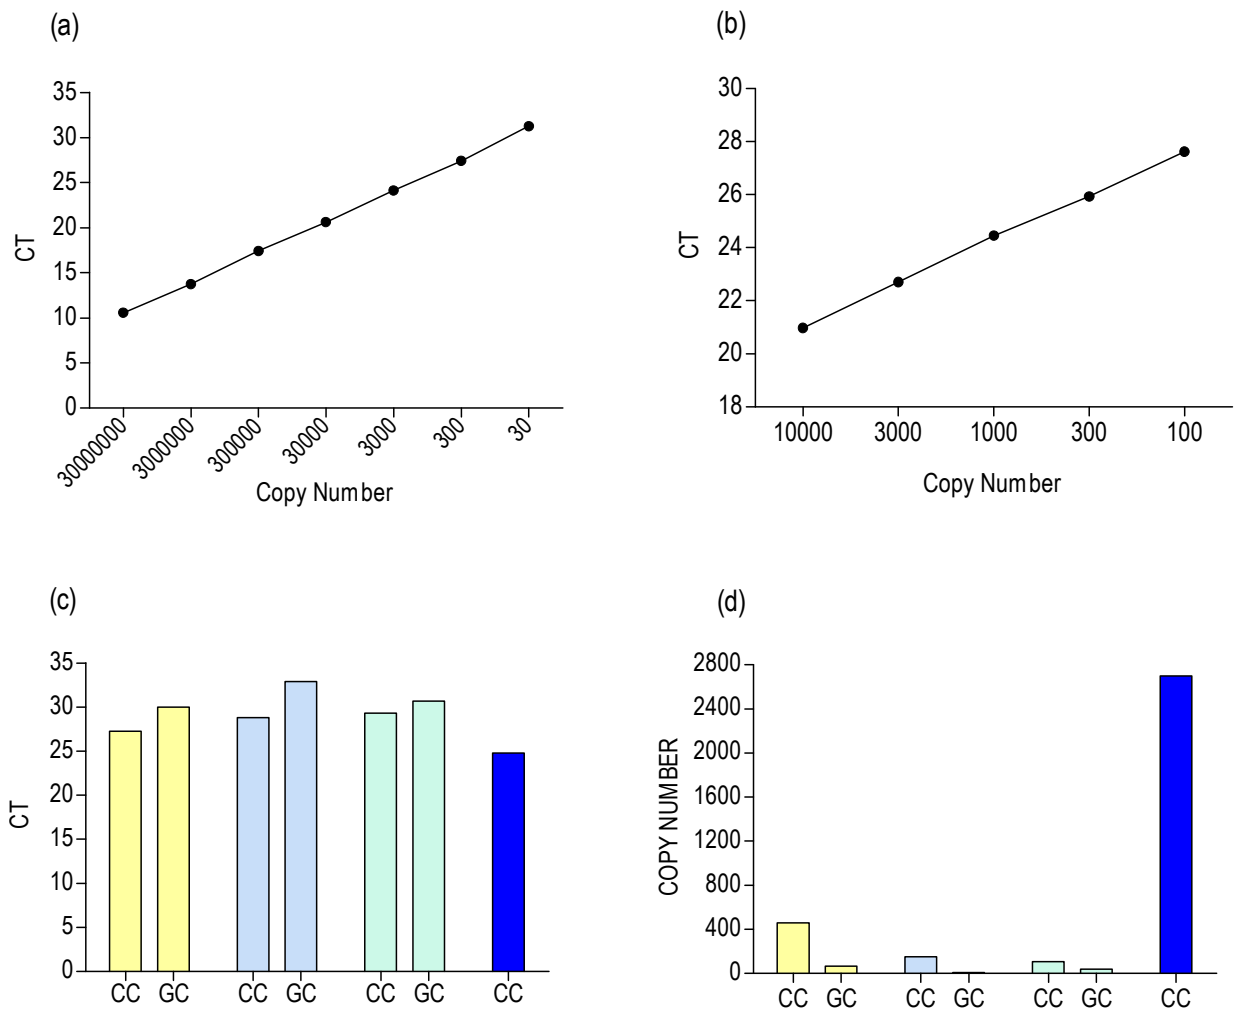 (a)
35
30
25
20
15
10
5
0
CT
30000000
3000000
300000
30000
3000
300
30
Copy Number
(b)
30
28
26
24
22
20
18
CT
10000 3000 1000 300 100
Copy Number
(c)
35
30
25
20
15
10
5
0
CT
CC GC CC GC CC GC CC
(d)
2800
2400
2000
1600
1200
800
400
0
COPY NUMBER
CC GC CC GC CC GC CC